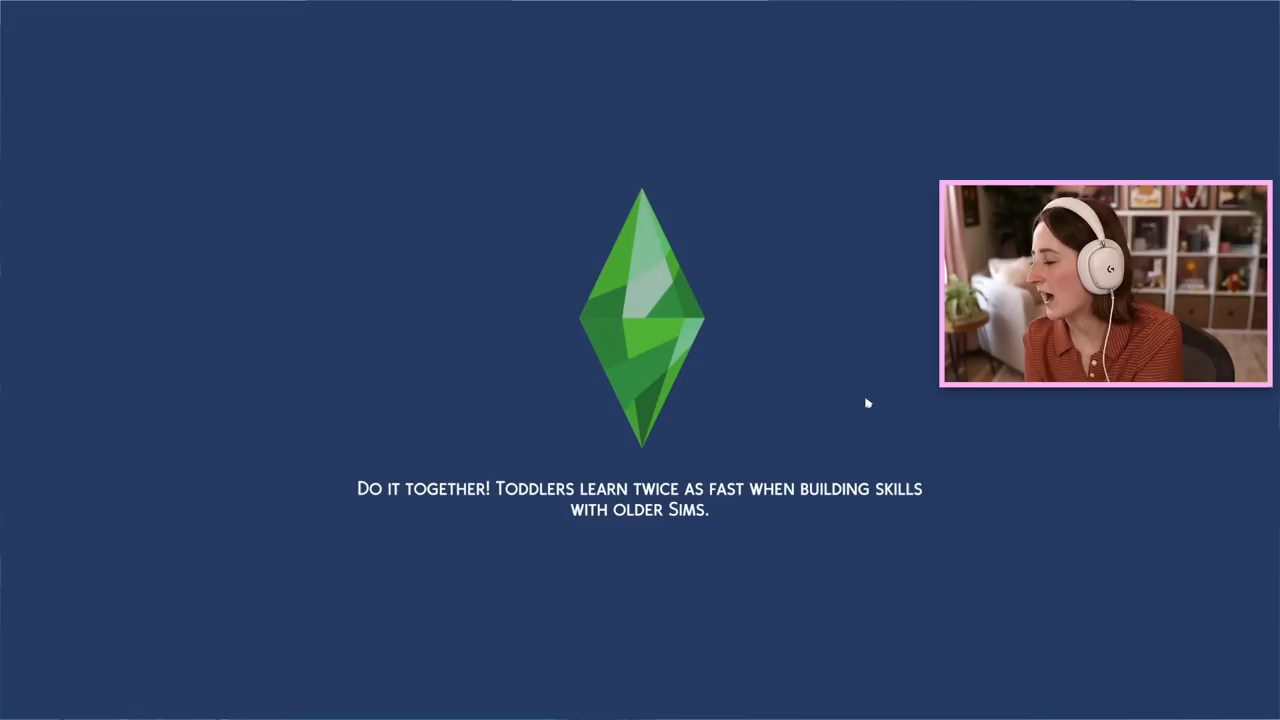 Do it together! Toddlers learn twice as fast when building skills
with older Sims.